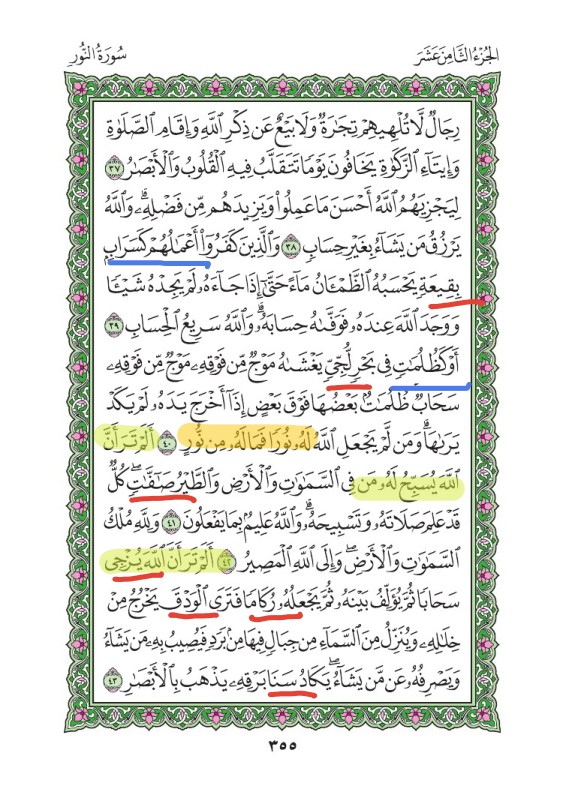 الجُزْءُ الثَّامِنَ عَشَرَ
سُورَةُ النُّورِ
رِجَالٌ لَّا تُلْهِيهِمْ تِجَٰرَةٌ وَلَا بَيْعٌ عَن ذِكْرِ ٱللَّهِ وَإِقَامِ ٱلصَّلَوٰةِ
وَإِيتَآءِ ٱلزَّكَوٰةِ يَخَافُونَ يَوْمًا تَتَقَلَّبُ فِيهِ ٱلْقُلُوبُ وَٱلْأَبْصَٰرُ ٣٧
لِيَجْزِيَهُمُ ٱللَّهُ أَحْسَنَ مَا عَمِلُوا۟ وَيَزِيدَهُم مِّن فَضْلِهِۦ ۗ وَٱللَّهُ
يَرْزُقُ مَن يَشَآءُ بِغَيْرِ حِسَابٍ ٣٨ وَٱلَّذِينَ كَفَرُوٓا۟ أَعْمَٰلُهُمْ كَسَرَابٍۭ
بِقِيعَةٍ يَحْسَبُهُ ٱلظَّمْـَٔانُ مَآءً حَتَّىٰٓ إِذَا جَآءَهُۥ لَمْ يَجِدْهُ شَيْـًٔا
وَوَجَدَ ٱللَّهَ عِندَهُۥ فَوَفَّىٰهُ حِسَابَهُۥ ۗ وَٱللَّهُ سَرِيعُ ٱلْحِسَابِ ٣٩
أَوْ كَظُلُمَٰتٍ فِى بَحْرٍ لُّجِّىٍّ يَغْشَىٰهُ مَوْجٌ مِّن فَوْقِهِۦ مَوْجٌ مِّن فَوْقِهِۦ
سَحَابٌ ۚ ظُلُمَٰتٌۢ بَعْضُهَا فَوْقَ بَعْضٍ إِذَآ أَخْرَجَ يَدَهُۥ لَمْ يَكَدْ
يَرَىٰهَا ۗ وَمَن لَّمْ يَجْعَلِ ٱللَّهُ لَهُۥ نُورًا فَمَا لَهُۥ مِن نُّورٍ ٤٠ أَلَمْ تَرَ أَنَّ
ٱللَّهَ يُسَبِّحُ لَهُۥ مَن فِى ٱلسَّمَٰوَٰتِ وَٱلْأَرْضِ وَٱلطَّيْرُ صَٰٓفَّٰتٍ ۖ كُلٌّ
قَدْ عَلِمَ صَلَاتَهُۥ وَتَسْبِيحَهُۥ ۗ وَٱللَّهُ عَلِيمٌۢ بِمَا يَفْعَلُونَ ٤١ وَلِلَّهِ مُلْكُ
ٱلسَّمَٰوَٰتِ وَٱلْأَرْضِ ۖ وَإِلَى ٱللَّهِ ٱلْمَصِيرُ ٤٢ أَلَمْ تَرَ أَنَّ ٱللَّهَ يُزْجِى
سَحَابًا ثُمَّ يُؤَلِّفُ بَيْنَهُۥ ثُمَّ يَجْعَلُهُۥ رُكَامًا فَتَرَى ٱلْوَدْقَ يَخْرُجُ مِنْ
خِلَٰلِهِۦ وَيُنَزِّلُ مِنَ ٱلسَّمَآءِ مِن جِبَالٍ فِيهَا مِنۢ بَرَدٍ فَيُصِيبُ بِهِۦ مَن يَشَآءُ
وَيَصْرِفُهُۥ عَن مَّن يَشَآءُ ۖ يَكَادُ سَنَا بَرْقِهِۦ يَذْهَبُ بِٱلْأَبْصَٰرِ ٤٣
٣٥٥